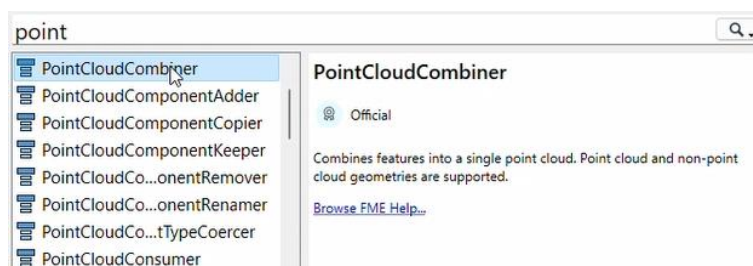 point
PointCloudCombiner
PointCloudComponentAdder
PointCloudComponentCopier
PointCloudComponentKeeper
PointCloudCo...onentRemover
PointCloudCo...onentRenamer
PointCloudCo...tTypeCoercer
PointCloudConsumer
PointCloudCombiner
Official
Combines features into a single point cloud. Point cloud and non-point
cloud geometries are supported.
Browse FME Help...